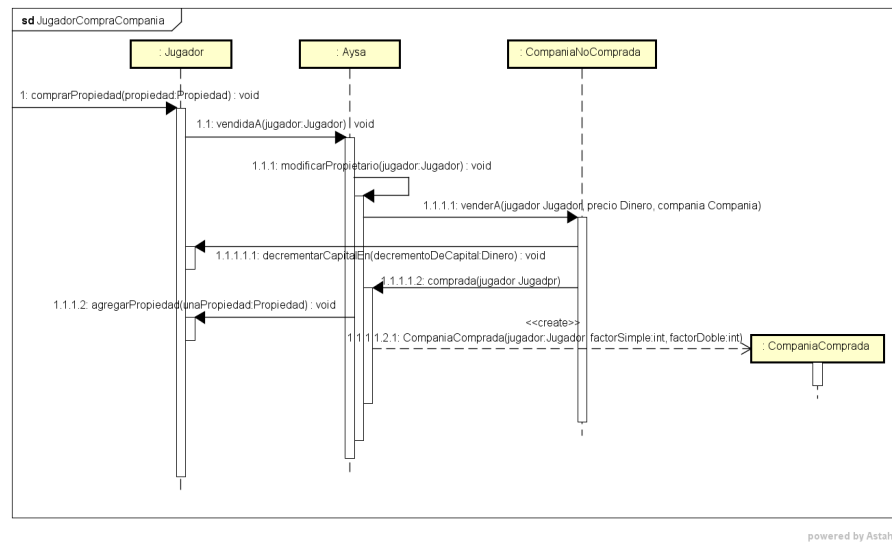 sd JugadorCompraCompania
: Jugador
: Aysa
: CompaniaNoComprada
1: comprarPropiedad(propiedad:Propiedad) : void
1.1: vendidaA(jugador:Jugador) : void
1.1.1: modificarPropietario(jugador:Jugador) : void
1.1.1.1: venderA(jugador Jugador, precio Dinero, compania Compania)
1.1.1.1.1: decrementarCapitalEn(decrementoDeCapital:Dinero) : void
1.1.1.1.2: comprada(jugador Jugadpr)
1.1.1.2: agregarPropiedad(unaPropiedad:Propiedad) : void
<<create>>
1.1.1.1.2.1: CompaniaComprada(jugador:Jugador, factorSimple:int, factorDoble:int)
: CompaniaComprada
powered by Astah